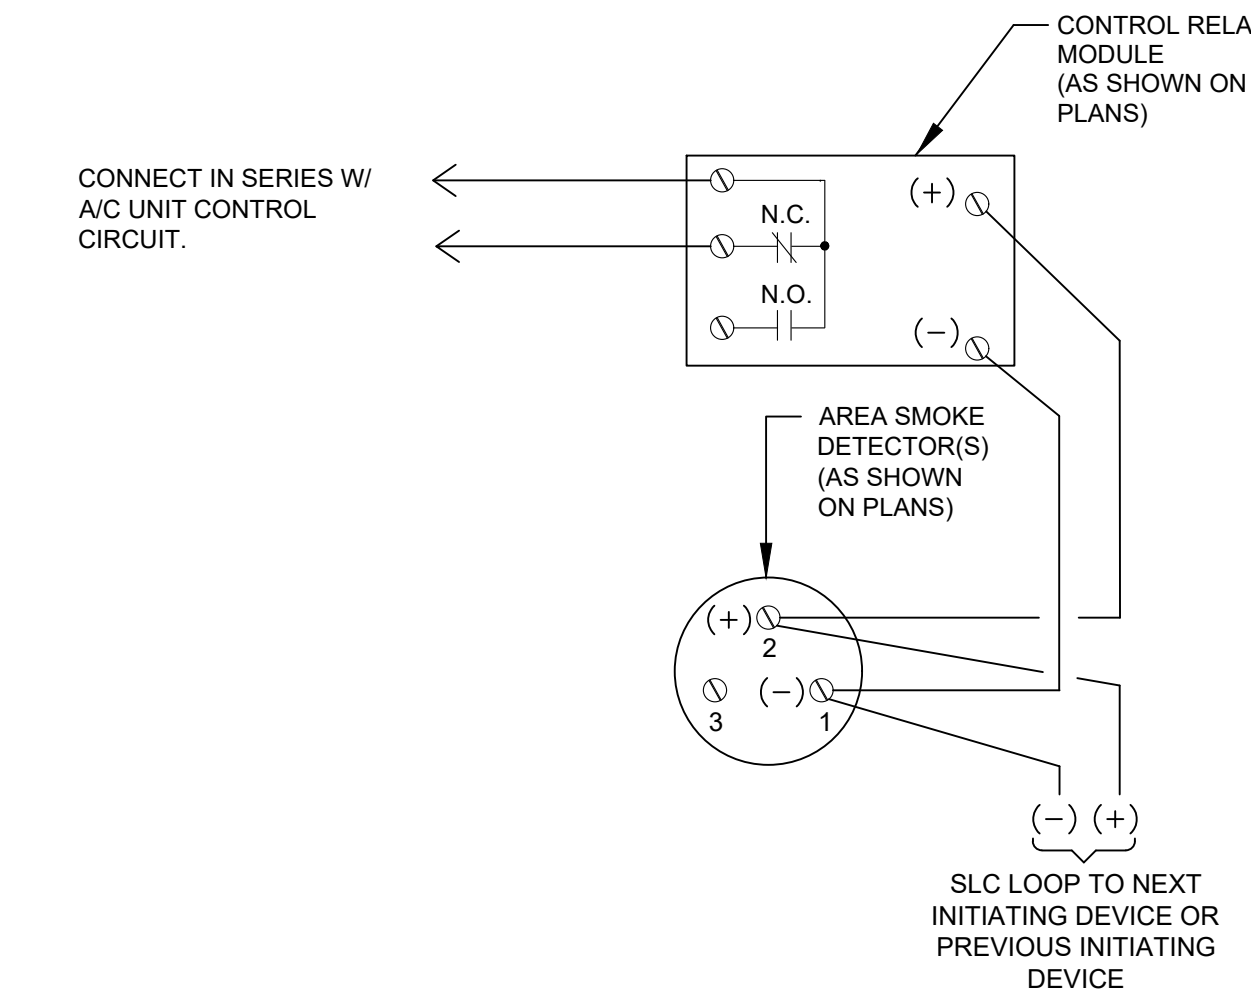 CONTROL RELA
MODULE
(AS SHOWN ON
PLANS)
CONNECT IN SERIES W/
A/C UNIT CONTROL
CIRCUIT.
(+)
N.C.
N.O.
(−)
AREA SMOKE
DETECTOR(S)
(AS SHOWN
ON PLANS)
(+)
2
3
(−)
1
(−) (+)
SLC LOOP TO NEXT
INITIATING DEVICE OR
PREVIOUS INITIATING
DEVICE